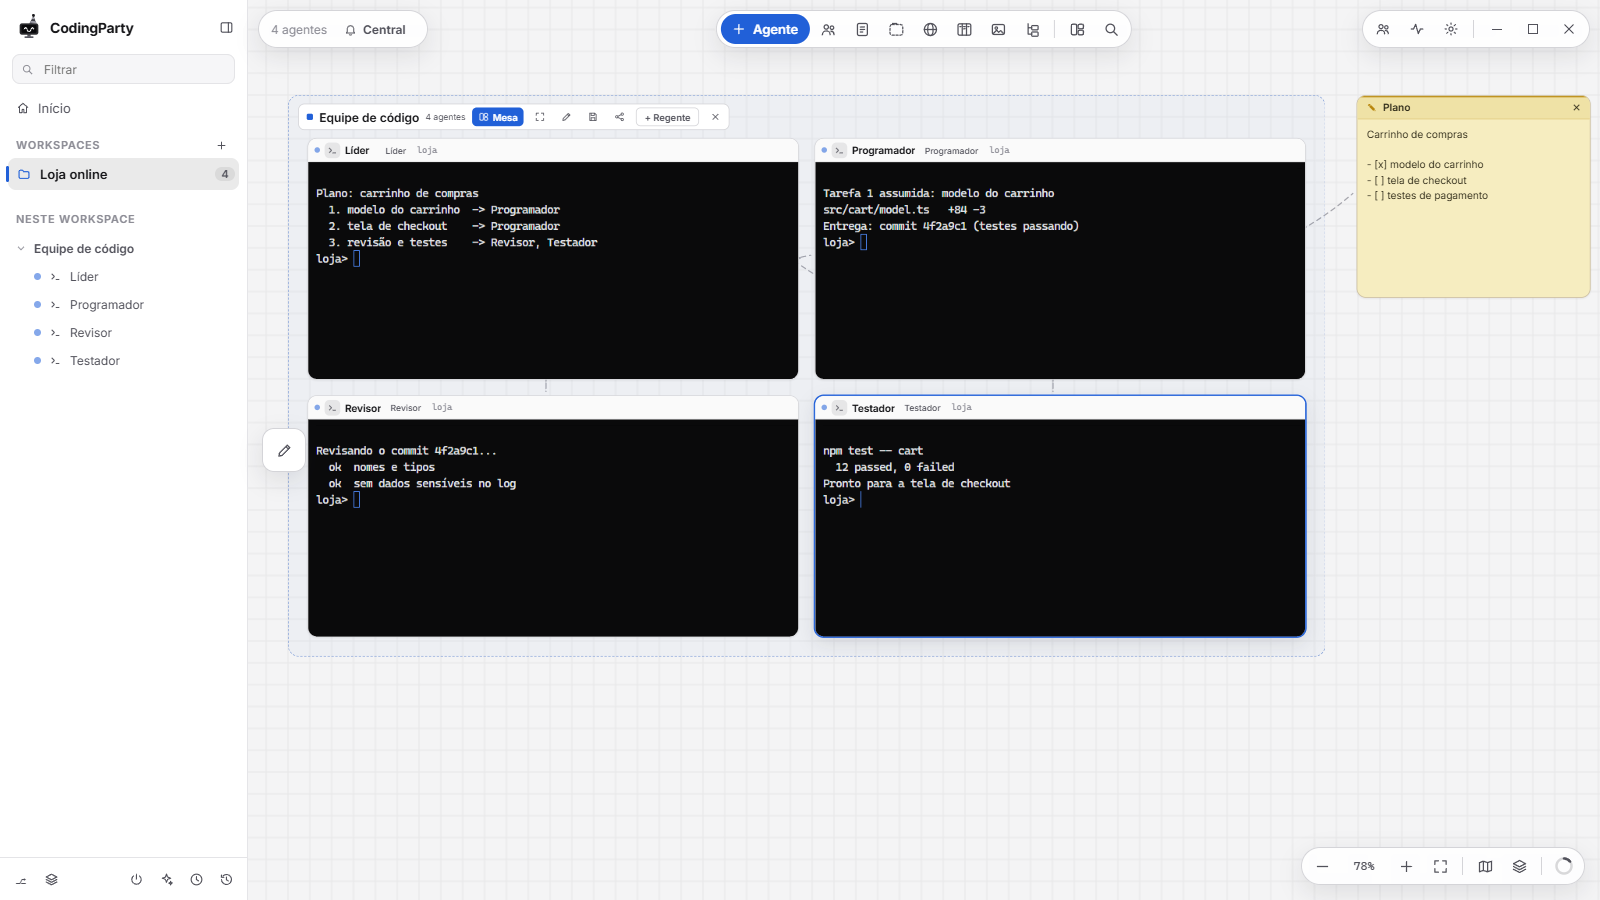 CodingParty
Filtrar
Início
WORKSPACES
Loja online 4
NESTE WORKSPACE
Equipe de código
Líder
Programador
Revisor
Testador
4 agentes Central
+ Agente
Equipe de código 4 agentes Mesa + Regente
Líder Líder loja
Plano: carrinho de compras
1. modelo do carrinho -> Programador
2. tela de checkout -> Programador
3. revisão e testes -> Revisor, Testador
loja>
Programador Programador loja
Tarefa 1 assumida: modelo do carrinho
src/cart/model.ts +84 -3
Entrega: commit 4f2a9c1 (testes passando)
loja>
Revisor Revisor loja
Revisando o commit 4f2a9c1...
ok nomes e tipos
ok sem dados sensíveis no log
loja>
Testador Testador loja
npm test -- cart
12 passed, 0 failed
Pronto para a tela de checkout
loja>
Plano
Carrinho de compras
- [x] modelo do carrinho
- [ ] tela de checkout
- [ ] testes de pagamento
78%